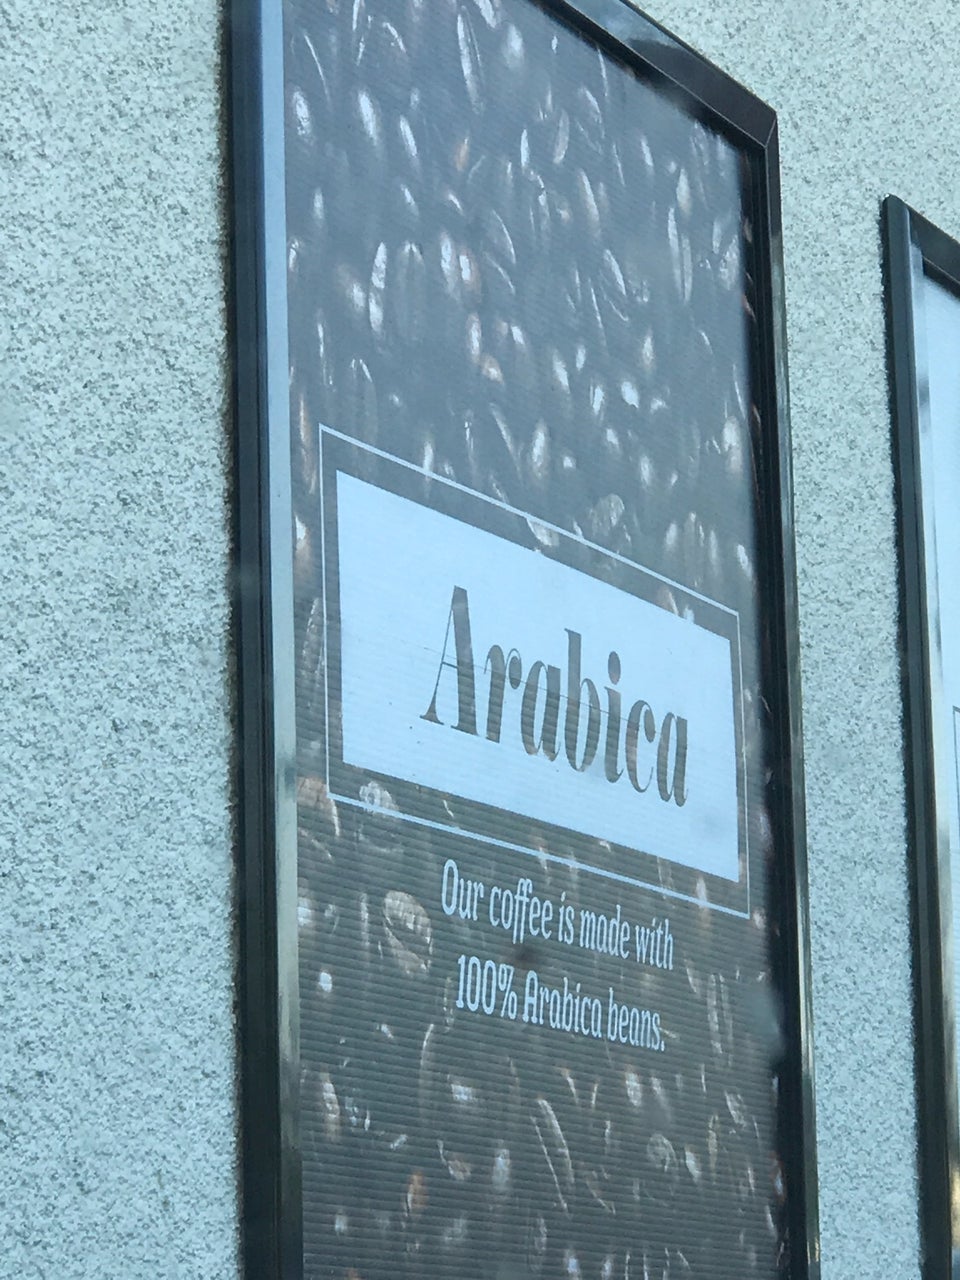 Arabica
Our coffee is made with
100% Arabica beans.